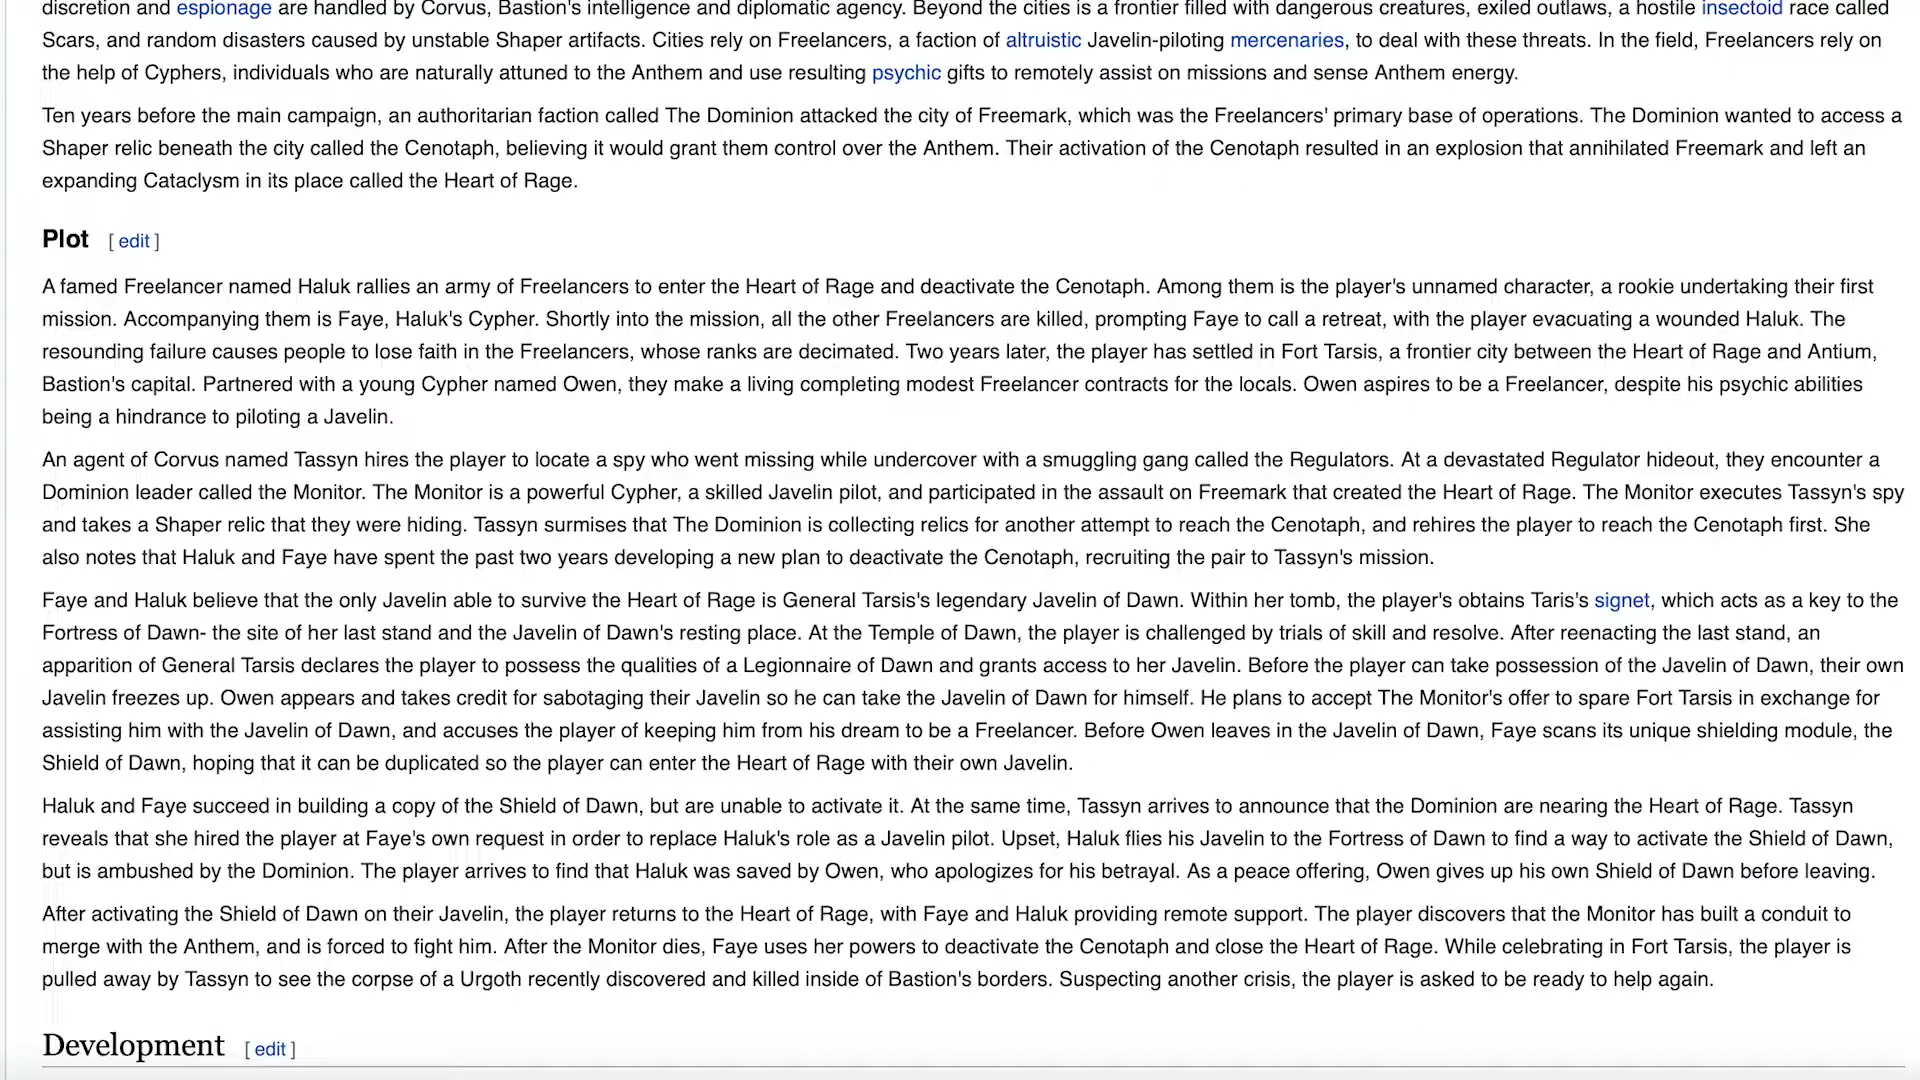 discretion and espionage are handled by Corvus, Bastion's intelligence and diplomatic agency. Beyond the cities is a frontier filled with dangerous creatures, exiled outlaws, a hostile insectoid race called
Scars, and random disasters caused by unstable Shaper artifacts. Cities rely on Freelancers, a faction of altruistic Javelin-piloting mercenaries, to deal with these threats. In the field, Freelancers rely on
the help of Cyphers, individuals who are naturally attuned to the Anthem and use resulting psychic gifts to remotely assist on missions and sense Anthem energy.
Ten years before the main campaign, an authoritarian faction called The Dominion attacked the city of Freemark, which was the Freelancers' primary base of operations. The Dominion wanted to access a
Shaper relic beneath the city called the Cenotaph, believing it would grant them control over the Anthem. Their activation of the Cenotaph resulted in an explosion that annihilated Freemark and left an
expanding Cataclysm in its place called the Heart of Rage.
Plot [ edit ]
A famed Freelancer named Haluk rallies an army of Freelancers to enter the Heart of Rage and deactivate the Cenotaph. Among them is the player's unnamed character, a rookie undertaking their first
mission. Accompanying them is Faye, Haluk's Cypher. Shortly into the mission, all the other Freelancers are killed, prompting Faye to call a retreat, with the player evacuating a wounded Haluk. The
resounding failure causes people to lose faith in the Freelancers, whose ranks are decimated. Two years later, the player has settled in Fort Tarsis, a frontier city between the Heart of Rage and Antium,
Bastion's capital. Partnered with a young Cypher named Owen, they make a living completing modest Freelancer contracts for the locals. Owen aspires to be a Freelancer, despite his psychic abilities
being a hindrance to piloting a Javelin.
An agent of Corvus named Tassyn hires the player to locate a spy who went missing while undercover with a smuggling gang called the Regulators. At a devastated Regulator hideout, they encounter a
Dominion leader called the Monitor. The Monitor is a powerful Cypher, a skilled Javelin pilot, and participated in the assault on Freemark that created the Heart of Rage. The Monitor executes Tassyn's spy
and takes a Shaper relic that they were hiding. Tassyn surmises that The Dominion is collecting relics for another attempt to reach the Cenotaph, and rehires the player to reach the Cenotaph first. She
also notes that Haluk and Faye have spent the past two years developing a new plan to deactivate the Cenotaph, recruiting the pair to Tassyn's mission.
Faye and Haluk believe that the only Javelin able to survive the Heart of Rage is General Tarsis's legendary Javelin of Dawn. Within her tomb, the player's obtains Taris's signet, which acts as a key to the
Fortress of Dawn- the site of her last stand and the Javelin of Dawn's resting place. At the Temple of Dawn, the player is challenged by trials of skill and resolve. After reenacting the last stand, an
apparition of General Tarsis declares the player to possess the qualities of a Legionnaire of Dawn and grants access to her Javelin. Before the player can take possession of the Javelin of Dawn, their own
Javelin freezes up. Owen appears and takes credit for sabotaging their Javelin so he can take the Javelin of Dawn for himself. He plans to accept The Monitor's offer to spare Fort Tarsis in exchange for
assisting him with the Javelin of Dawn, and accuses the player of keeping him from his dream to be a Freelancer. Before Owen leaves in the Javelin of Dawn, Faye scans its unique shielding module, the
Shield of Dawn, hoping that it can be duplicated so the player can enter the Heart of Rage with their own Javelin.
Haluk and Faye succeed in building a copy of the Shield of Dawn, but are unable to activate it. At the same time, Tassyn arrives to announce that the Dominion are nearing the Heart of Rage. Tassyn
reveals that she hired the player at Faye's own request in order to replace Haluk's role as a Javelin pilot. Upset, Haluk flies his Javelin to the Fortress of Dawn to find a way to activate the Shield of Dawn,
but is ambushed by the Dominion. The player arrives to find that Haluk was saved by Owen, who apologizes for his betrayal. As a peace offering, Owen gives up his own Shield of Dawn before leaving.
After activating the Shield of Dawn on their Javelin, the player returns to the Heart of Rage, with Faye and Haluk providing remote support. The player discovers that the Monitor has built a conduit to
merge with the Anthem, and is forced to fight him. After the Monitor dies, Faye uses her powers to deactivate the Cenotaph and close the Heart of Rage. While celebrating in Fort Tarsis, the player is
pulled away by Tassyn to see the corpse of a Urgoth recently discovered and killed inside of Bastion's borders. Suspecting another crisis, the player is asked to be ready to help again.
Development [ edit ]